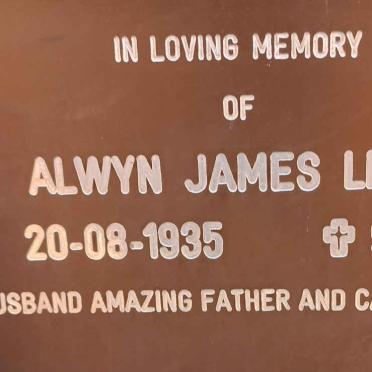 IN LOVING MEMORY
OF
ALWYN JAMES
20-08-1935
AMAZING FATHER AND